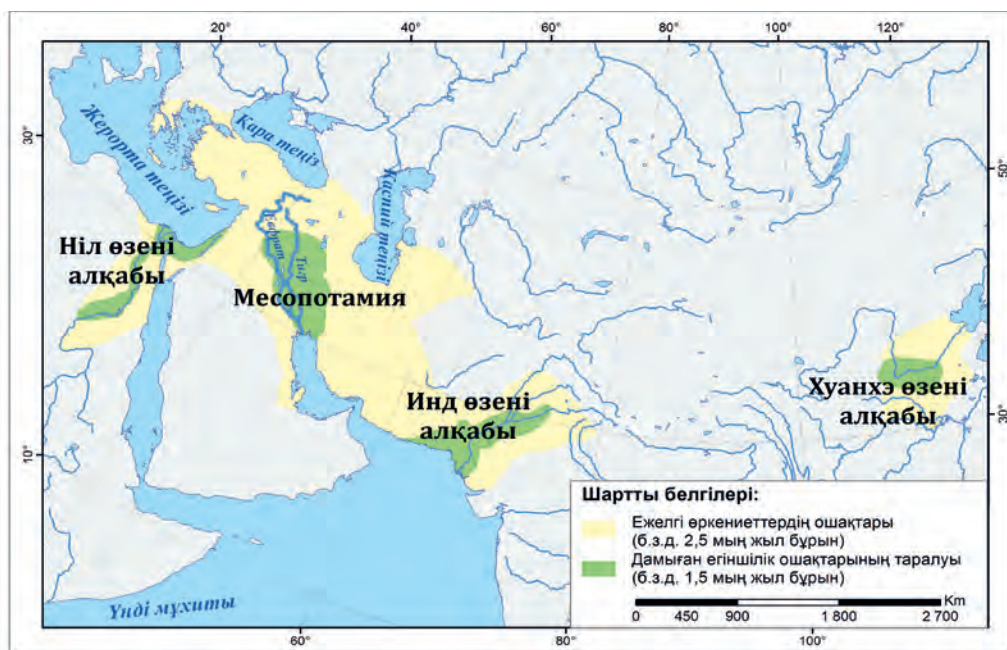 20° 40° 60° 80° 100° 120°
30°
50°
Жерорта теңізі
Қара теңіз
Каспий теңізі
Ніл өзені
алқабы
Евфрат
Тигр
Месопотамия
Инд өзені
алқабы
Хуанхэ өзені
алқабы
10°
30°
Шартты белгілері:
Ежелгі өркениеттердің ошақтары
(б.з.д. 2,5 мың жыл бұрын)
Дамыған егіншілік ошақтарының таралуы
(б.з.д. 1,5 мың жыл бұрын)
Km
0 450 900 1 800 2 700
Үнді мұхиты
60° 80° 100°